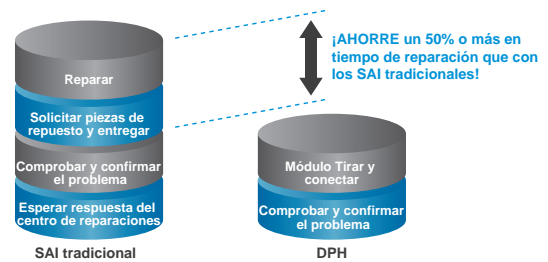 ¡AHORRE un 50% o más en
tiempo de reparación que con
los SAI tradicionales!
Reparar
Solicitar piezas de
repuesto y entregar
Comprobar y confirmar
el problema
Esperar respuesta del
centro de reparaciones
SAI tradicional
Módulo Tirar y
conectar
Comprobar y confirmar
el problema
DPH